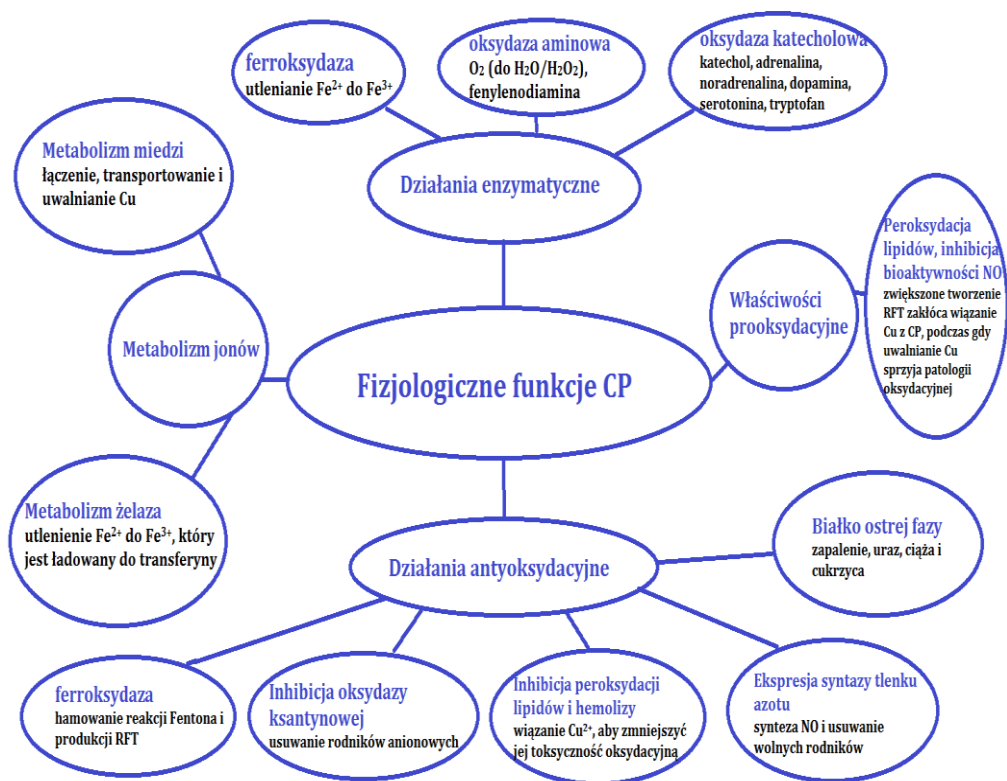 ferroksydaza
utlenianie Fe²⁺ do Fe³⁺
oksydaza aminowa
O₂ (do H₂O/H₂O₂),
fenylenodiamina
oksydaza katecholowa
katechol, adrenalina,
noradrenalina, dopamina,
serotonina, tryptofan
Działania enzymatyczne
Metabolizm miedzi
łączenie, transportowanie i
uwalnianie Cu
Metabolizm jonów
Metabolizm żelaza
utlenienie Fe²⁺ do Fe³⁺, który
jest ładowany do transferyny
Fizjologiczne funkcje CP
Właściwości
prooksydacyjne
Peroksydacja
lipidów, inhibicja
bioaktywności NO
zwiększone tworzenie
RFT zakłóca wiązanie
Cu z CP, podczas gdy
uwalnianie Cu
sprzyja patologii
oksydacyjnej
Działania antyoksydacyjne
Białko ostrej fazy
zapalenie, uraz, ciąża i
cukrzyca
ferroksydaza
hamowanie reakcji Fentona i
produkcji RFT
Inhibicja oksydazy
ksantynowej
usuwanie rodników anionowych
Inhibicja peroksydacji
lipidów i hemolizy
wiązanie Cu²⁺, aby zmniejszyć
jej toksyczność oksydacyjną
Ekspresja syntazy tlenku
azotu
synteza NO i usuwanie
wolnych rodników